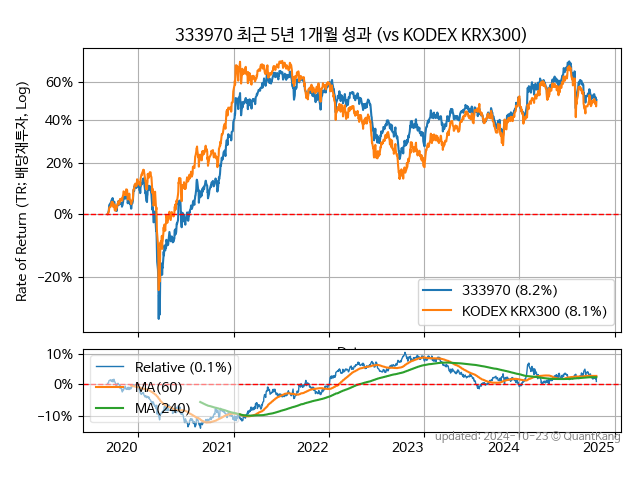 333970 최근 5년 1개월 성과 (vs KODEX KRX300)
Rate of Return (TR: 배당재투자, Log)
60%
40%
20%
0%
−20%
333970 (8.2%)
KODEX KRX300 (8.1%)
10%
0%
−10%
Relative (0.1%)
MA(60)
MA(240)
2020 2021 2022 2023 2024 2025
updated: 2024-10-23 © QuantKang